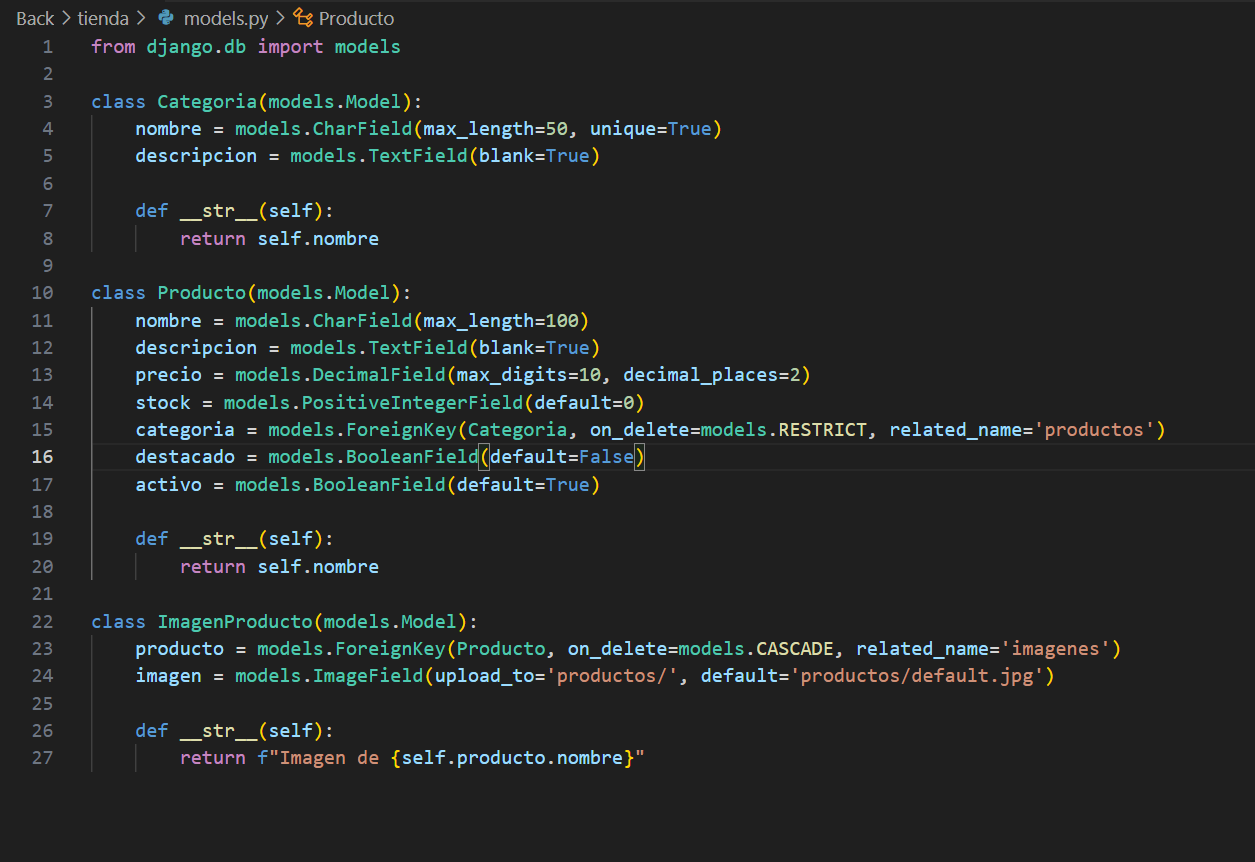 Back > tienda > models.py > Producto
1 from django.db import models
2
3 class Categoria(models.Model):
4     nombre = models.CharField(max_length=50, unique=True)
5     descripcion = models.TextField(blank=True)
6
7     def __str__(self):
8         return self.nombre
9
10 class Producto(models.Model):
11     nombre = models.CharField(max_length=100)
12     descripcion = models.TextField(blank=True)
13     precio = models.DecimalField(max_digits=10, decimal_places=2)
14     stock = models.PositiveIntegerField(default=0)
15     categoria = models.ForeignKey(Categoria, on_delete=models.RESTRICT, related_name='productos')
16     destacado = models.BooleanField(default=False)
17     activo = models.BooleanField(default=True)
18
19     def __str__(self):
20         return self.nombre
21
22 class ImagenProducto(models.Model):
23     producto = models.ForeignKey(Producto, on_delete=models.CASCADE, related_name='imagenes')
24     imagen = models.ImageField(upload_to='productos/', default='productos/default.jpg')
25
26     def __str__(self):
27         return f"Imagen de {self.producto.nombre}"